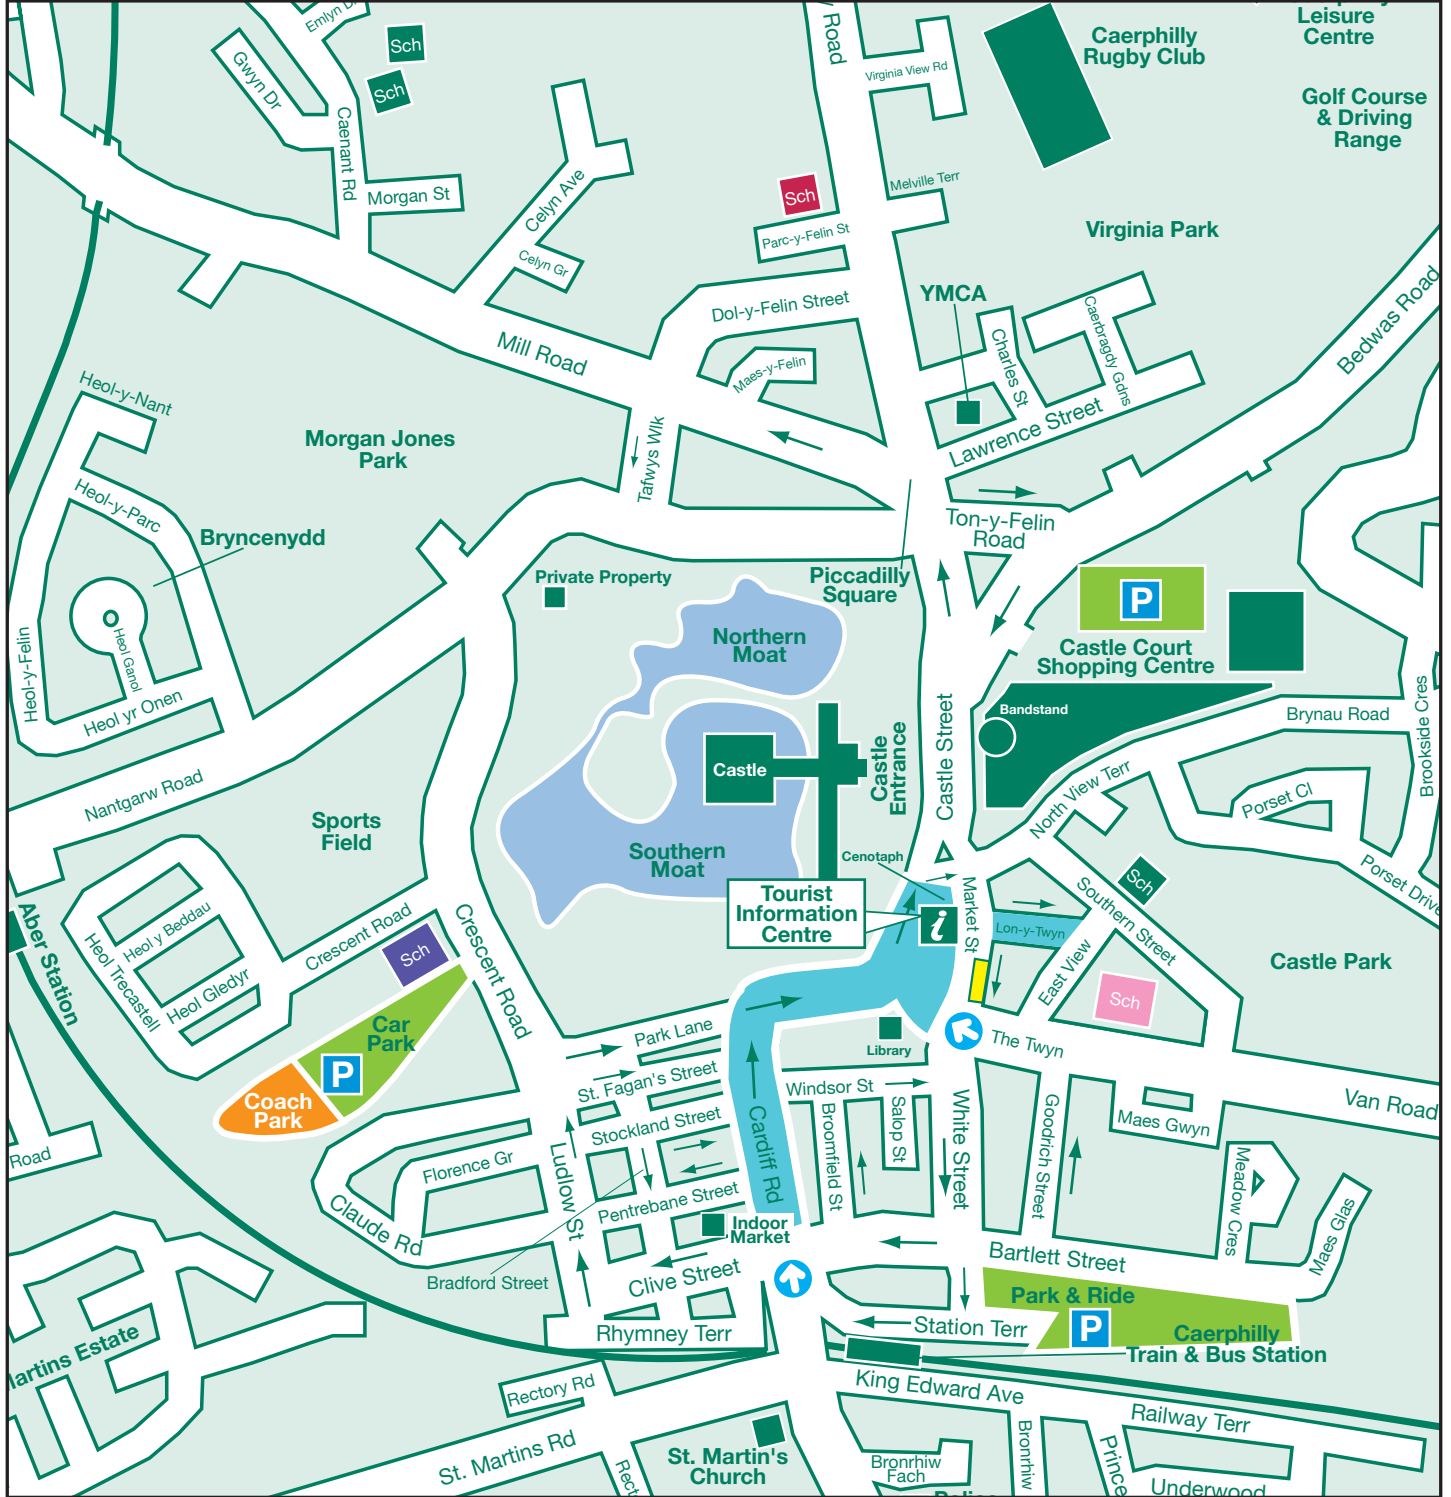 Emlyn Dr
Sch
Sch
Gwyn Dr
Caenant Rd
Morgan St
Celyn Ave
Celyn Gr
Road
Virginia View Rd
Caerphilly
Rugby Club
Leisure
Centre
Golf Course
& Driving
Range
Sch
Melville Terr
Parc-y-Felin St
Virginia Park
Dol-y-Felin Street
YMCA
Charles St
Caerbragdy Gdns
Bedwas Road
Mill Road
Maes-y-Felin
Lawrence Street
Heol-y-Nant
Morgan Jones
Park
Tafwys Wlk
Heol-y-Parc
Bryncenydd
Ton-y-Felin
Road
Private Property
Piccadilly
Square
P
Castle Court
Shopping Centre
Northern
Moat
Heol Ganol
Heol-y-Felin
Heol yr Onen
Bandstand
Brynau Road
Brookside Cres
Castle
Castle
Entrance
Castle Street
Nantgarw Road
North View Terr
Porset Cl
Sports
Field
Southern
Moat
Cenotaph
Porset Drive
Tourist
Information
Centre
i
Market St
Sch
Southern Street
Lon-y-Twyn
East View
Castle Park
Aber Station
Heol y Beddau
Heol Trecastell
Heol Gledyr
Crescent Road
Sch
Crescent Road
Sch
Car
Park
P
Coach
Park
Park Lane
Library
The Twyn
St. Fagan's Street
Windsor St
Van Road
Stockland Street
Cardiff Rd
Broomfield St
Salop St
White Street
Goodrich Street
Maes Gwyn
Road
Florence Gr
Ludlow St
Meadow Cres
Claude Rd
Pentrebane Street
Indoor
Market
Maes Glas
Bradford Street
Clive Street
Bartlett Street
Park & Ride
P
Rhymney Terr
Station Terr
Caerphilly
Train & Bus Station
Martins Estate
Rectory Rd
King Edward Ave
Railway Terr
St. Martins Rd
Rect
St. Martin's
Church
Bronrhiw
Fach
Bronrhiw
Prince
Underwood